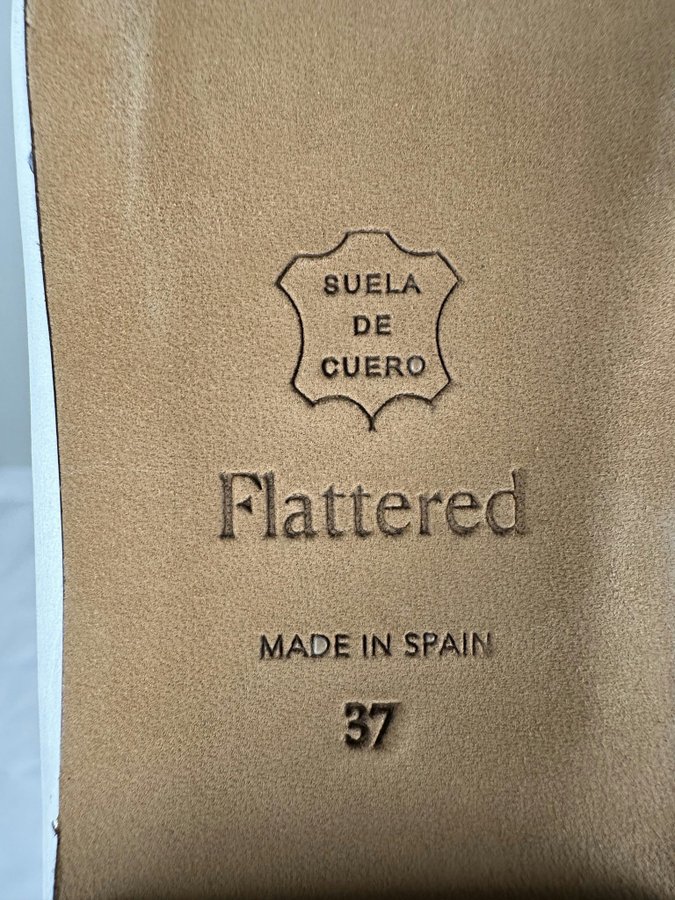 SUELA
DE
CUERO
Flattered
MADE IN SPAIN
37